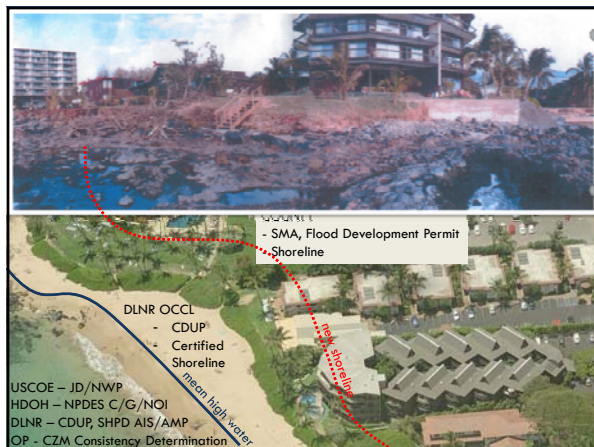 - SMA, Flood Development Permit
- Shoreline
DLNR OCCL
- CDUP
- Certified
Shoreline
new shoreline
mean high water
USCOE – JD/NWP
HDOH – NPDES C/G/NOI
DLNR – CDUP, SHPD AIS/AMP
OP - CZM Consistency Determination